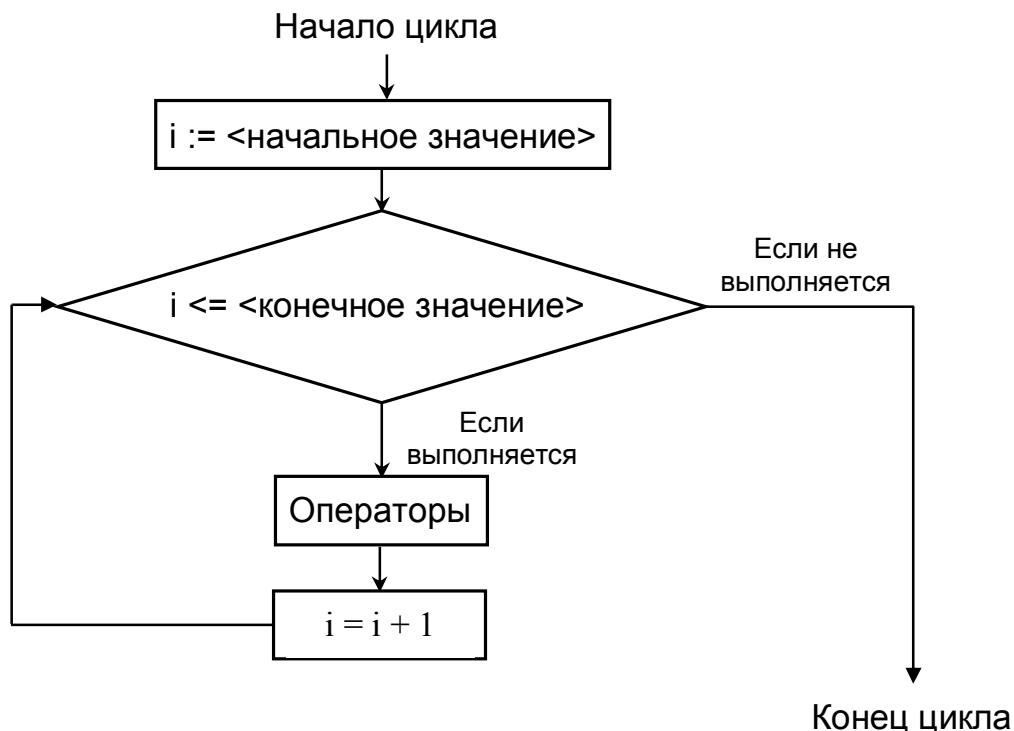 Начало цикла
i := <начальное значение>
Если не
выполняется
i <= <конечное значение>
Если
выполняется
Операторы
i = i + 1
Конец цикла